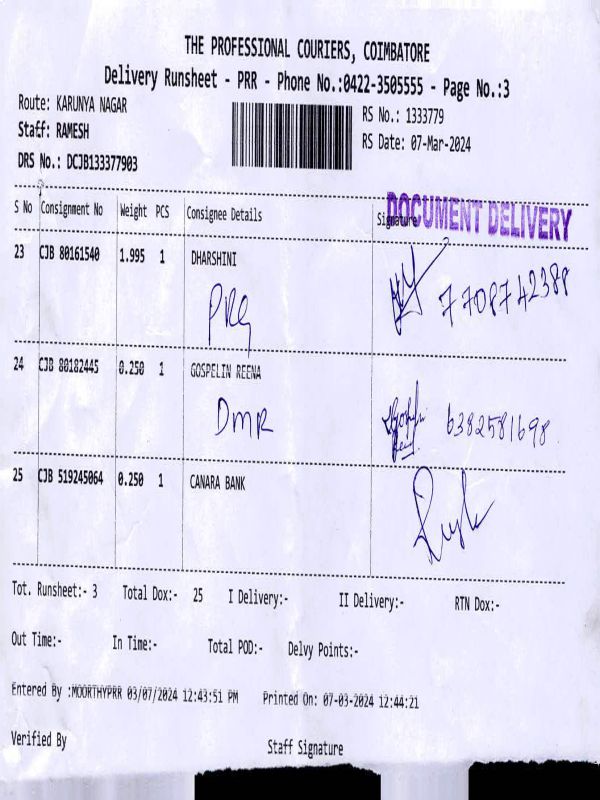 THE PROFESSIONAL COURIERS, COIMBATORE
Delivery Runsheet - PRR - Phone No.:0422-3505555 - Page No.:3
Route: KARUNYA NAGAR
Staff: RAMESH
DRS No.: DCJB133377903
RS No.: 1333779
RS Date: 07-Mar-2024
DOCUMENT DELIVERY
S No Consignment No Weight PCS Consignee Details Signature
23 CJB 80161540 1.995 1 DHARSHINI
7708742388
24 CJB 80182445 0.250 1 GOSPELIN REENA
DMR 6382581698
25 CJB 519245064 0.250 1 CANARA BANK
Tot. Runsheet:- 3 Total Dox:- 25 I Delivery:- II Delivery:- RTN Dox:-
Out Time:- In Time:- Total POD:- Delvy Points:-
Entered By :MOORTHYPRR 03/07/2024 12:43:51 PM Printed On: 07-03-2024 12:44:21
Verified By Staff Signature